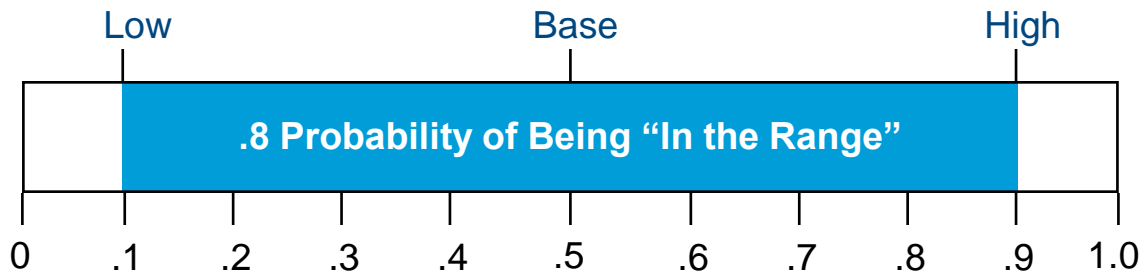 Low Base High
.8 Probability of Being “In the Range”
0 .1 .2 .3 .4 .5 .6 .7 .8 .9 1.0